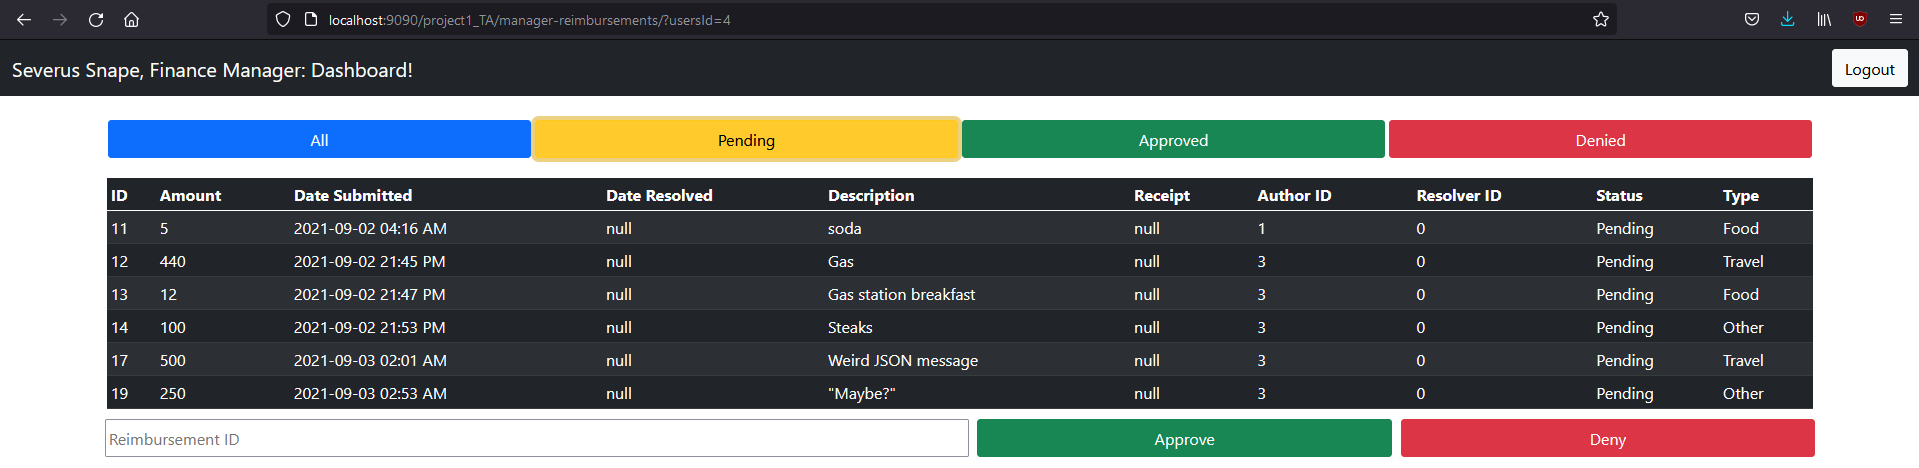 localhost:9090/project1_TA/manager-reimbursements/?usersId=4
Severus Snape, Finance Manager: Dashboard!
Logout
All Pending Approved Denied
ID Amount Date Submitted Date Resolved Description Receipt Author ID Resolver ID Status Type
11 5 2021-09-02 04:16 AM null soda null 1 0 Pending Food
12 440 2021-09-02 21:45 PM null Gas null 3 0 Pending Travel
13 12 2021-09-02 21:47 PM null Gas station breakfast null 3 0 Pending Food
14 100 2021-09-02 21:53 PM null Steaks null 3 0 Pending Other
17 500 2021-09-03 02:01 AM null Weird JSON message null 3 0 Pending Travel
19 250 2021-09-03 02:53 AM null "Maybe?" null 3 0 Pending Other
Reimbursement ID Approve Deny